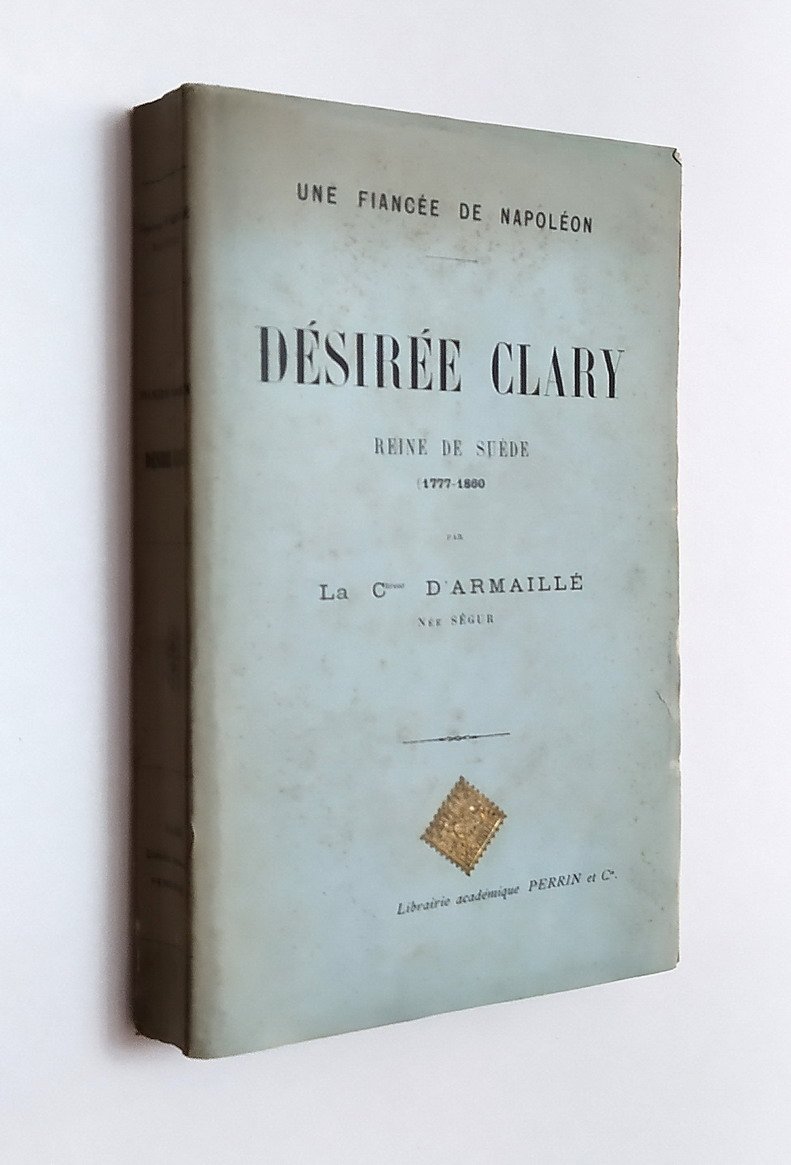 UNE FIANCÉE DE NAPOLÉON
DÉSIRÉE CLARY
REINE DE SUÈDE
(1777-1860
PAR
La Ctesse D'ARMAILLÉ
NÉE SÉGUR
Librairie académique PERRIN et Cie.